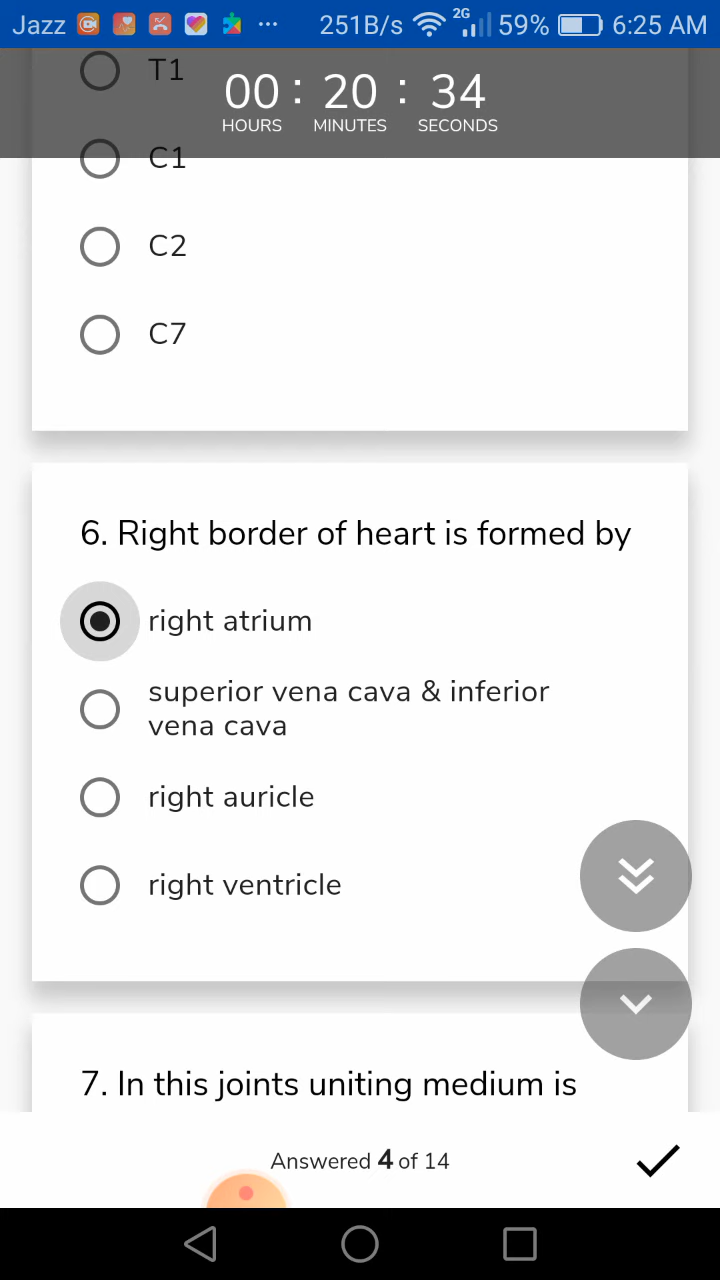 Jazz 251B/s 2G 59% 6:25 AM
T1
00 : 20 : 34
HOURS MINUTES SECONDS
C1
C2
C7
6. Right border of heart is formed by
right atrium
superior vena cava & inferior
vena cava
right auricle
right ventricle
7. In this joints uniting medium is
Answered 4 of 14